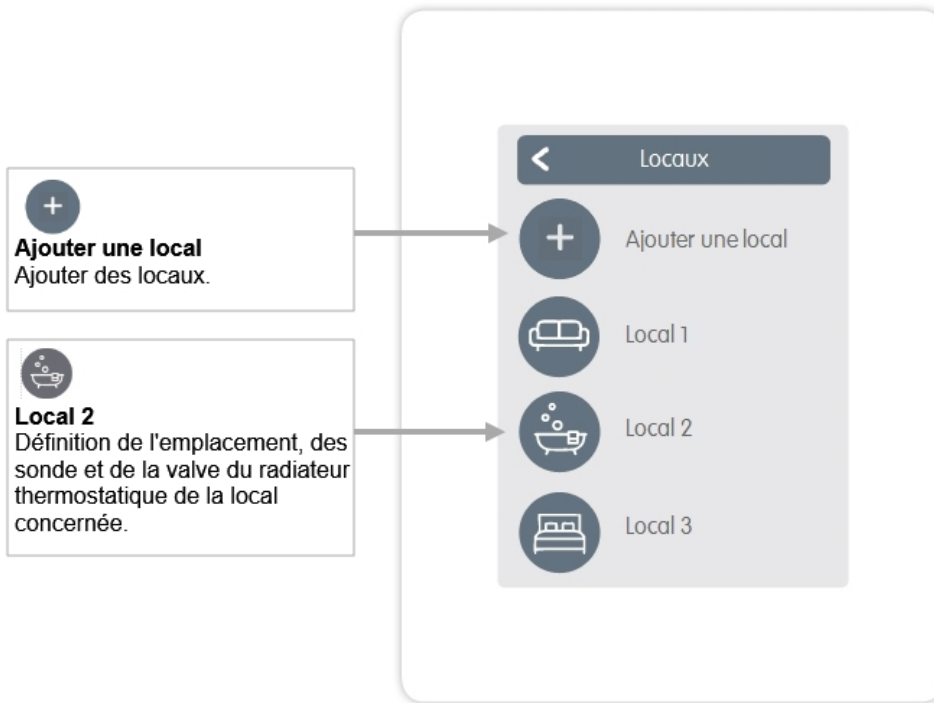 Ajouter une local
Ajouter des locaux.
Local 2
Définition de l'emplacement, des
sonde et de la valve du radiateur
thermostatique de la local
concernée.
Locaux
Ajouter une local
Local 1
Local 2
Local 3